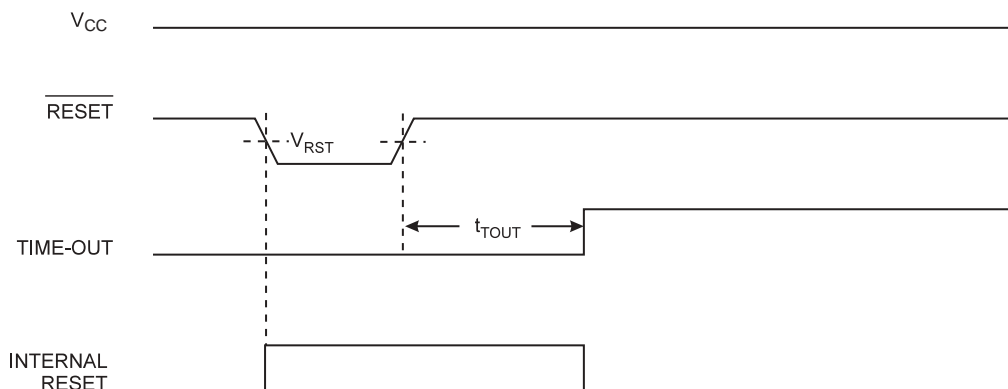 VCC
RESET
VRST
tTOUT
TIME-OUT
INTERNAL
RESET